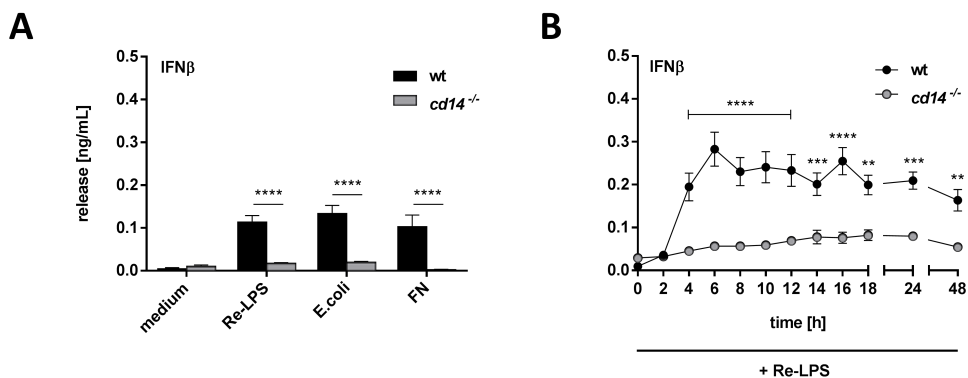 A
B
IFNβ
wt
cd14 -/-
0.5
0.4
0.3
0.2
0.1
0.0
release [ng/mL]
****
****
****
medium
Re-LPS
E.coli
FN
IFNβ
wt
cd14 -/-
0.5
0.4
0.3
0.2
0.1
0.0
****
***
****
**
***
**
0 2 4 6 8 10 12 14 16 18 24 48
time [h]
+ Re-LPS